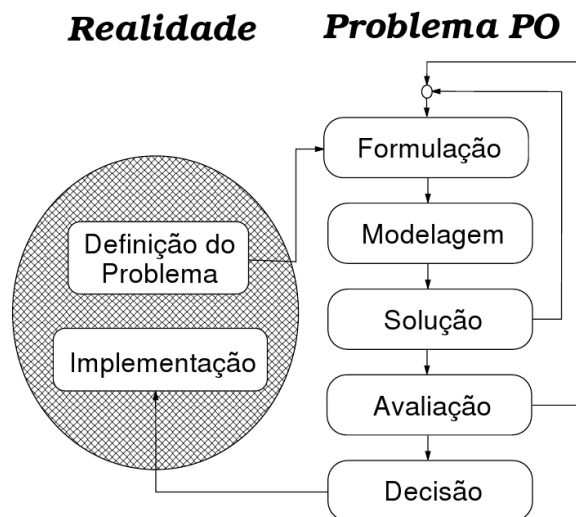 Realidade
Problema PO
Formulação
Definição do
Problema
Modelagem
Solução
Implementação
Avaliação
Decisão